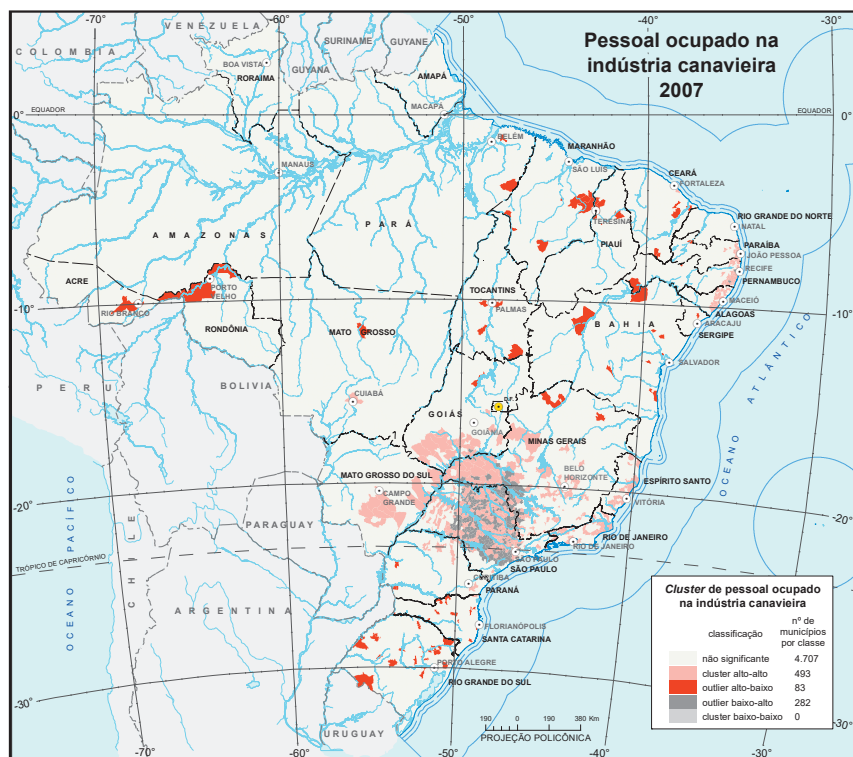 Pessoal ocupado na
indústria canavieira
2007
-70°
-60°
-50°
-40°
-30°
VENEZUELA
COLOMBIA
SURINAME
GUYANE
GUYANA
BOA VISTA
RORAIMA
AMAPÁ
MACAPÁ
EQUADOR
EQUADOR
0°
0°
BELÉM
MARANHÃO
SÃO LUIS
MANAUS
CEARÁ
FORTALEZA
PARÁ
TERESINA
RIO GRANDE DO NORTE
NATAL
AMAZONAS
PIAUÍ
PARAÍBA
JOÃO PESSOA
RECIFE
PERNAMBUCO
ACRE
PORTO
VELHO
TOCANTINS
PALMAS
MACEIÓ
ALAGOAS
ARACAJU
SERGIPE
-10°
-10°
RIO BRANCO
RONDÔNIA
MATO GROSSO
BAHIA
SALVADOR
PERU
BOLIVIA
CUIABÁ
D.F.
GOIÁS
GOIÂNIA
MINAS GERAIS
OCEANO ATLÂNTICO
MATO GROSSO DO SUL
BELO
HORIZONTE
ESPÍRITO SANTO
VITÓRIA
CAMPO
GRANDE
-20°
-20°
OCEANO PACÍFICO
CHILE
PARAGUAY
RIO DE JANEIRO
RIO DE JANEIRO
SÃO PAULO
SÃO PAULO
TRÓPICO DE CAPRICÓRNIO
CURITIBA
PARANÁ
ARGENTINA
FLORIANÓPOLIS
SANTA CATARINA
PORTO ALEGRE
RIO GRANDE DO SUL
URUGUAY
-30°
-30°
Cluster de pessoal ocupado
na indústria canavieira
classificação nº de
municípios
por classe
não significante 4.707
cluster alto-alto 493
outlier alto-baixo 83
outlier baixo-alto 282
cluster baixo-baixo 0
190 0 190 380 Km
PROJEÇÃO POLICÔNICA
-70°
-60°
-50°
-40°
-30°